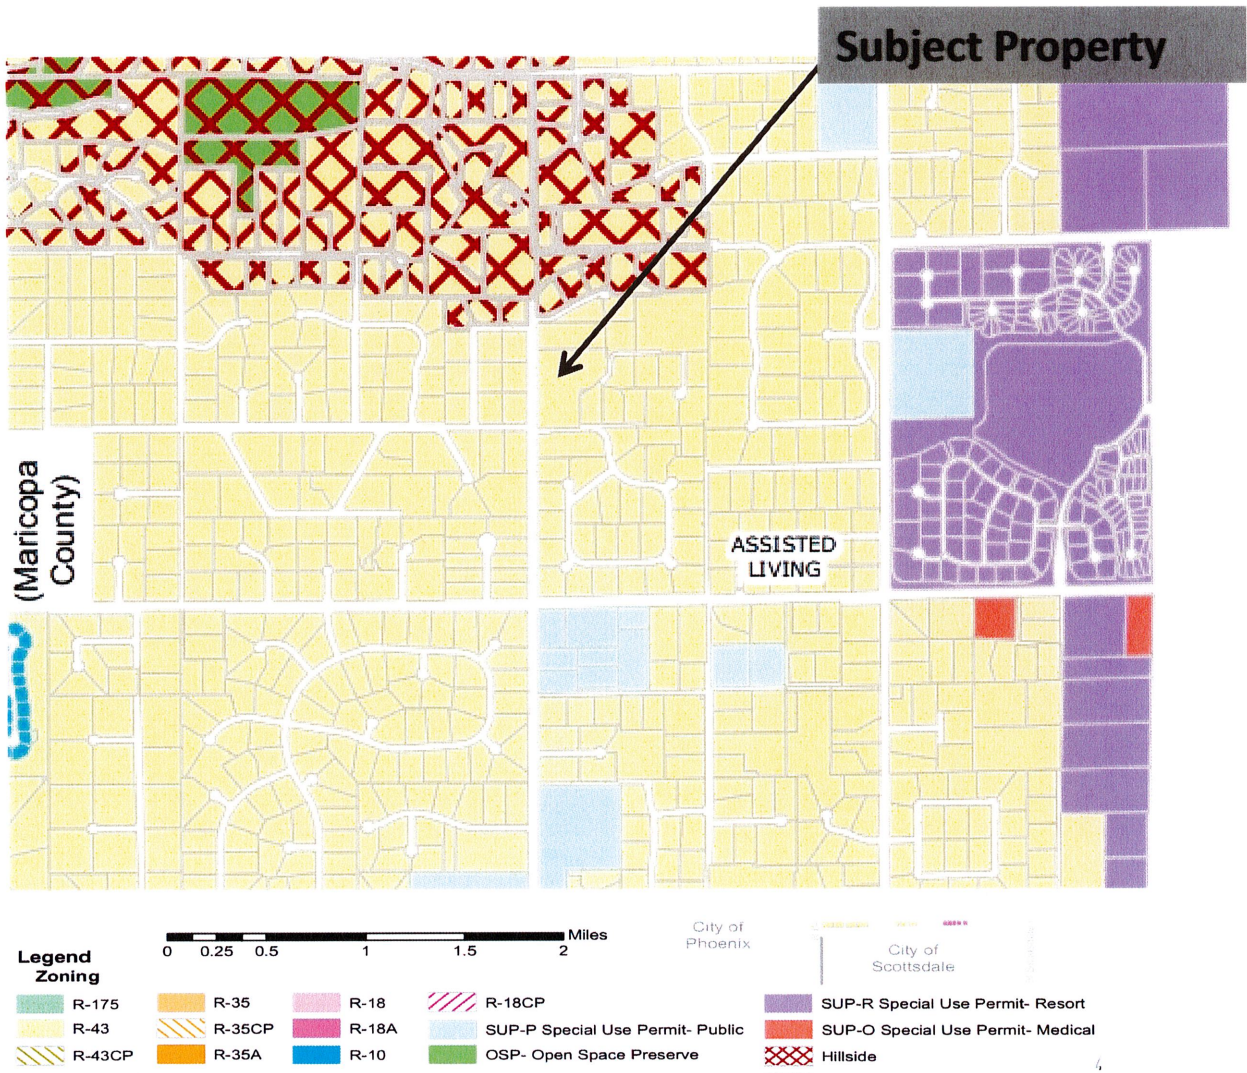 Subject Property
(Maricopa
County)
ASSISTED
LIVING
0 0.25 0.5 1 1.5 2 Miles
City of
Phoenix
City of
Scottsdale
Legend
Zoning
R-175
R-43
R-43CP
R-35
R-35CP
R-35A
R-18
R-18A
R-10
R-18CP
SUP-P Special Use Permit- Public
OSP- Open Space Preserve
SUP-R Special Use Permit- Resort
SUP-O Special Use Permit- Medical
Hillside